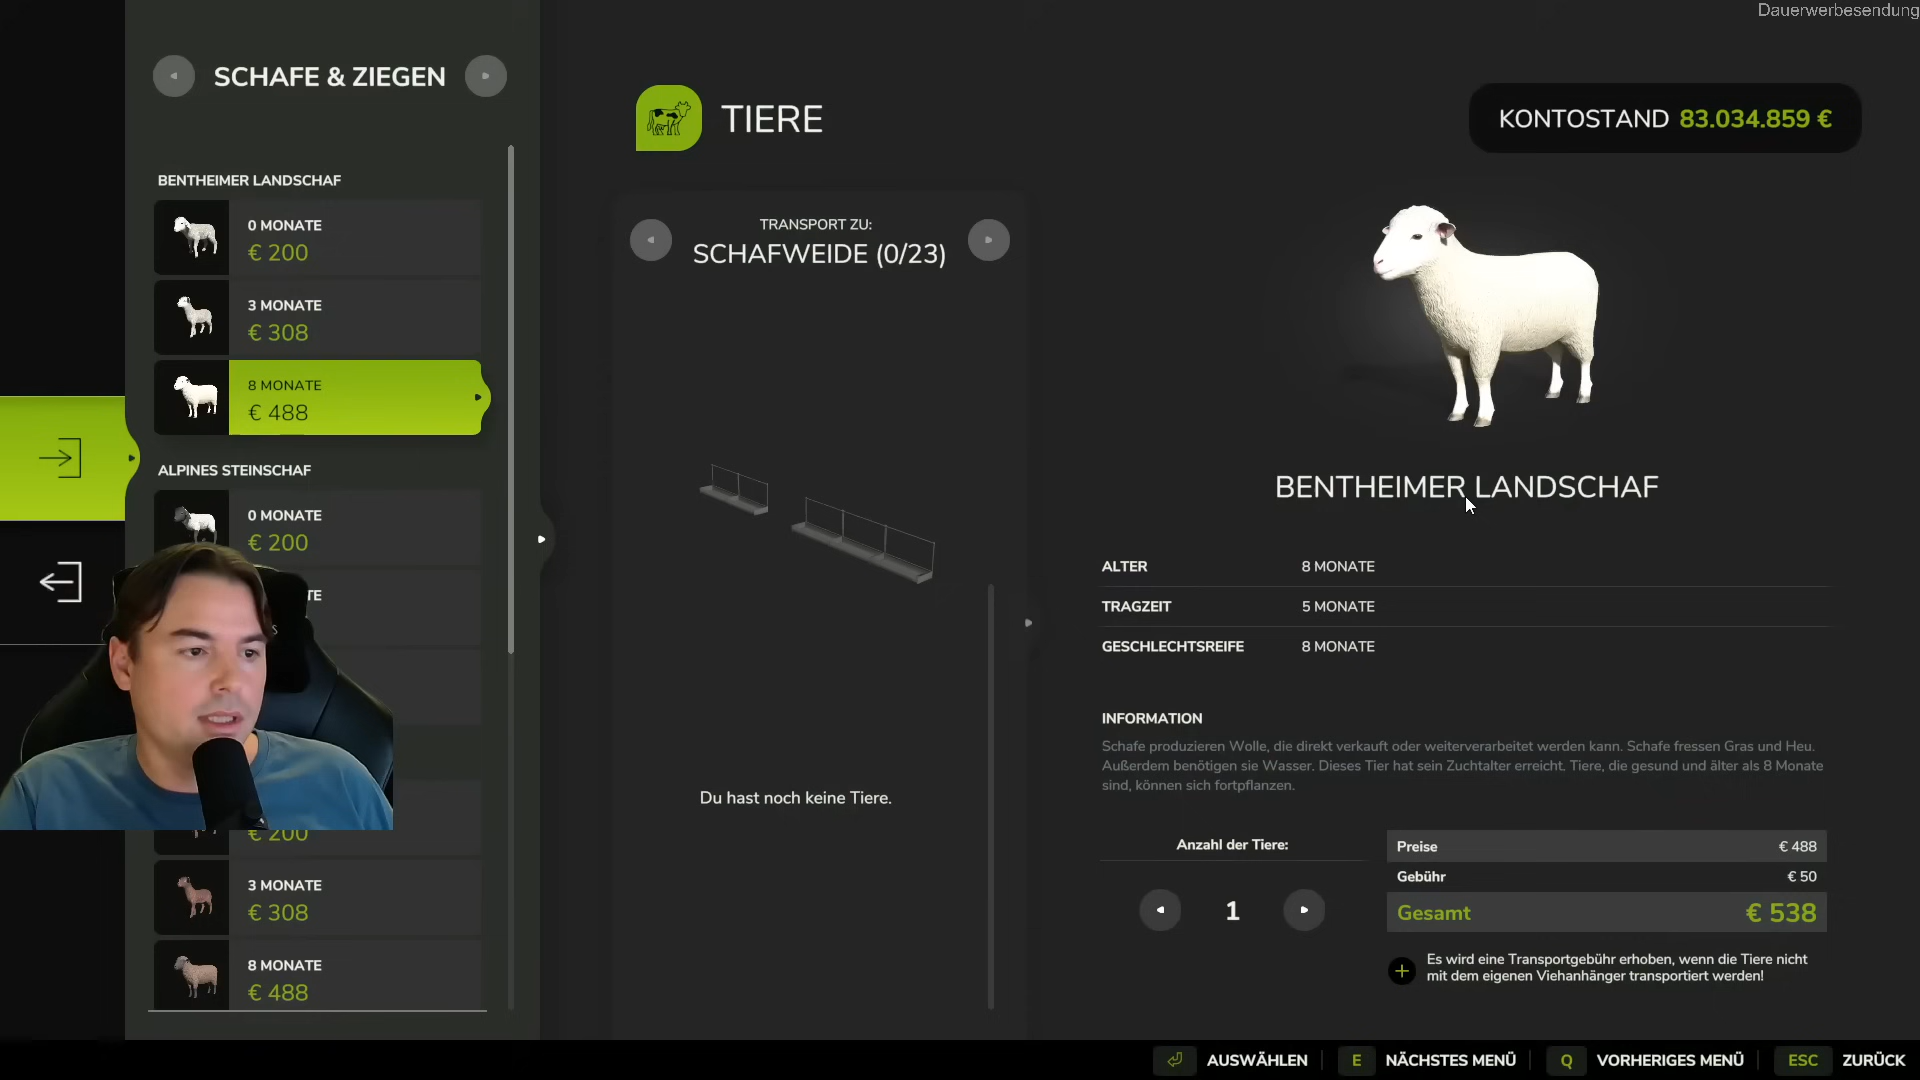 Dauerwerbesendung
SCHAFE & ZIEGEN
BENTHEIMER LANDSCHAF
0 MONATE
€ 200
3 MONATE
€ 308
8 MONATE
€ 488
ALPINES STEINSCHAF
0 MONATE
€ 200
TE
€ 200
3 MONATE
€ 308
8 MONATE
€ 488
TIERE
KONTOSTAND 83.034.859 €
TRANSPORT ZU:
SCHAFWEIDE (0/23)
Du hast noch keine Tiere.
BENTHEIMER LANDSCHAF
ALTER 8 MONATE
TRAGZEIT 5 MONATE
GESCHLECHTSREIFE 8 MONATE
INFORMATION
Schafe produzieren Wolle, die direkt verkauft oder weiterverarbeitet werden kann. Schafe fressen Gras und Heu.
Außerdem benötigen sie Wasser. Dieses Tier hat sein Zuchtalter erreicht. Tiere, die gesund und älter als 8 Monate
sind, können sich fortpflanzen.
Anzahl der Tiere:
1
Preise € 488
Gebühr € 50
Gesamt € 538
Es wird eine Transportgebühr erhoben, wenn die Tiere nicht
mit dem eigenen Viehanhänger transportiert werden!
AUSWÄHLEN
E NÄCHSTES MENÜ
Q VORHERIGES MENÜ
ESC ZURÜCK